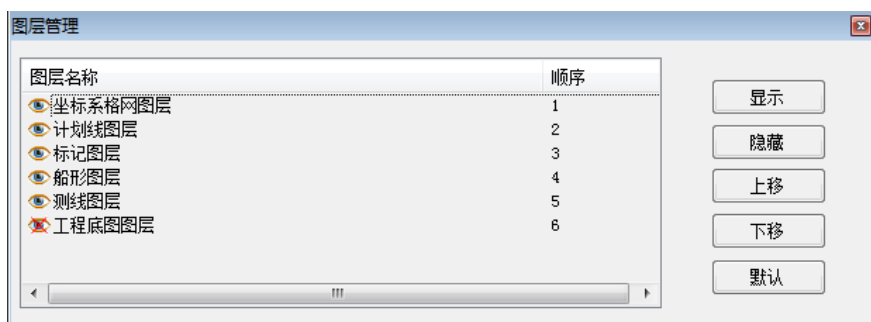 图层管理
图层名称 顺序
坐标系格网图层 1
计划线图层 2
标记图层 3
船形图层 4
测线图层 5
工程底图图层 6
显示
隐藏
上移
下移
默认